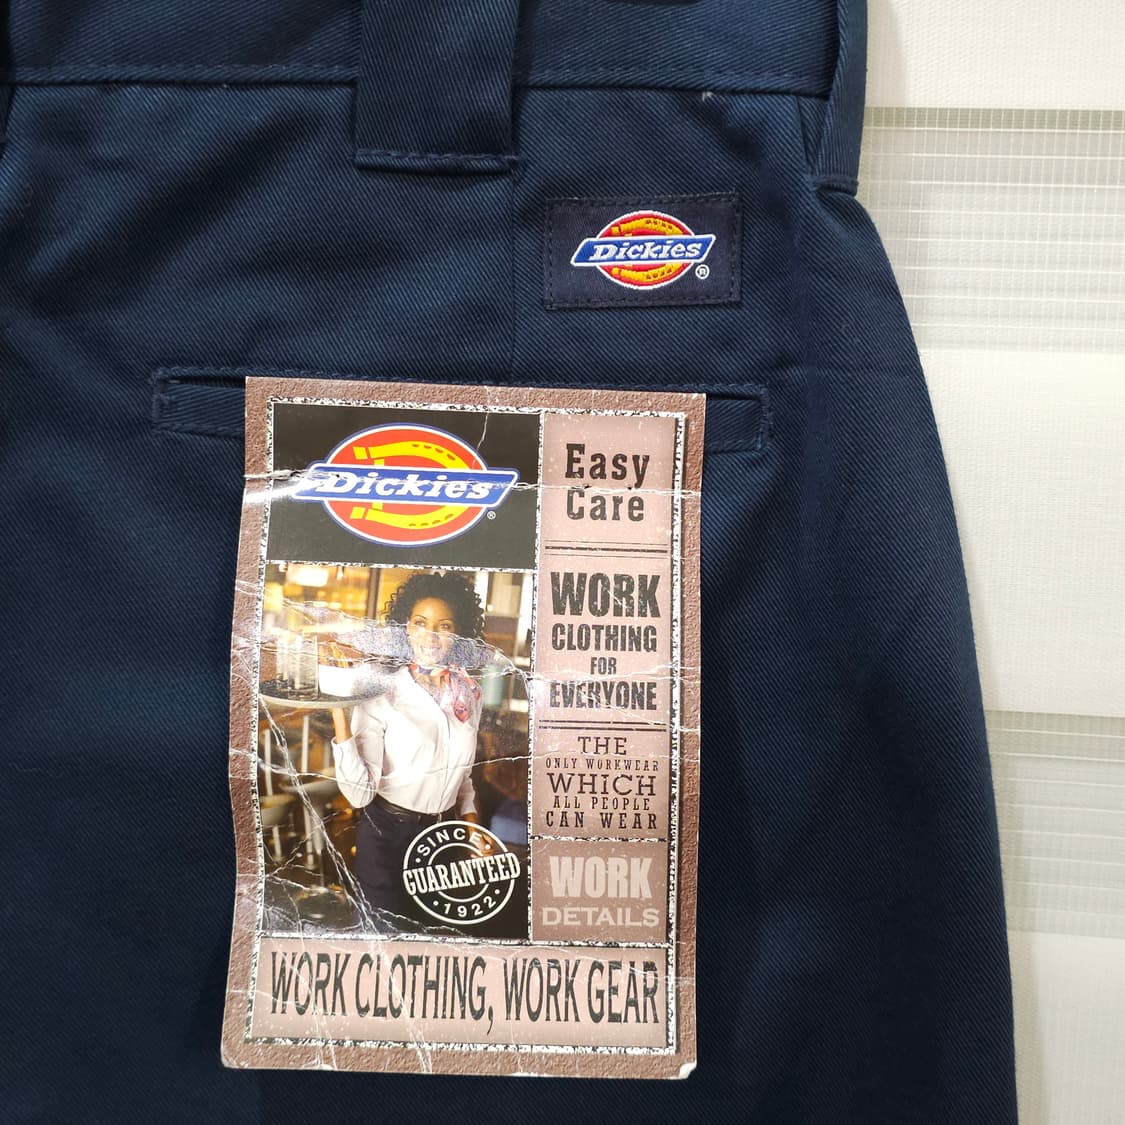 Dickies
®
Dickies
®
Easy
Care
WORK
CLOTHING
FOR
EVERYONE
THE
ONLY WORKWEAR
WHICH
ALL PEOPLE
CAN WEAR
SINCE
GUARANTEED
1922
WORK
DETAILS
WORK CLOTHING, WORK GEAR